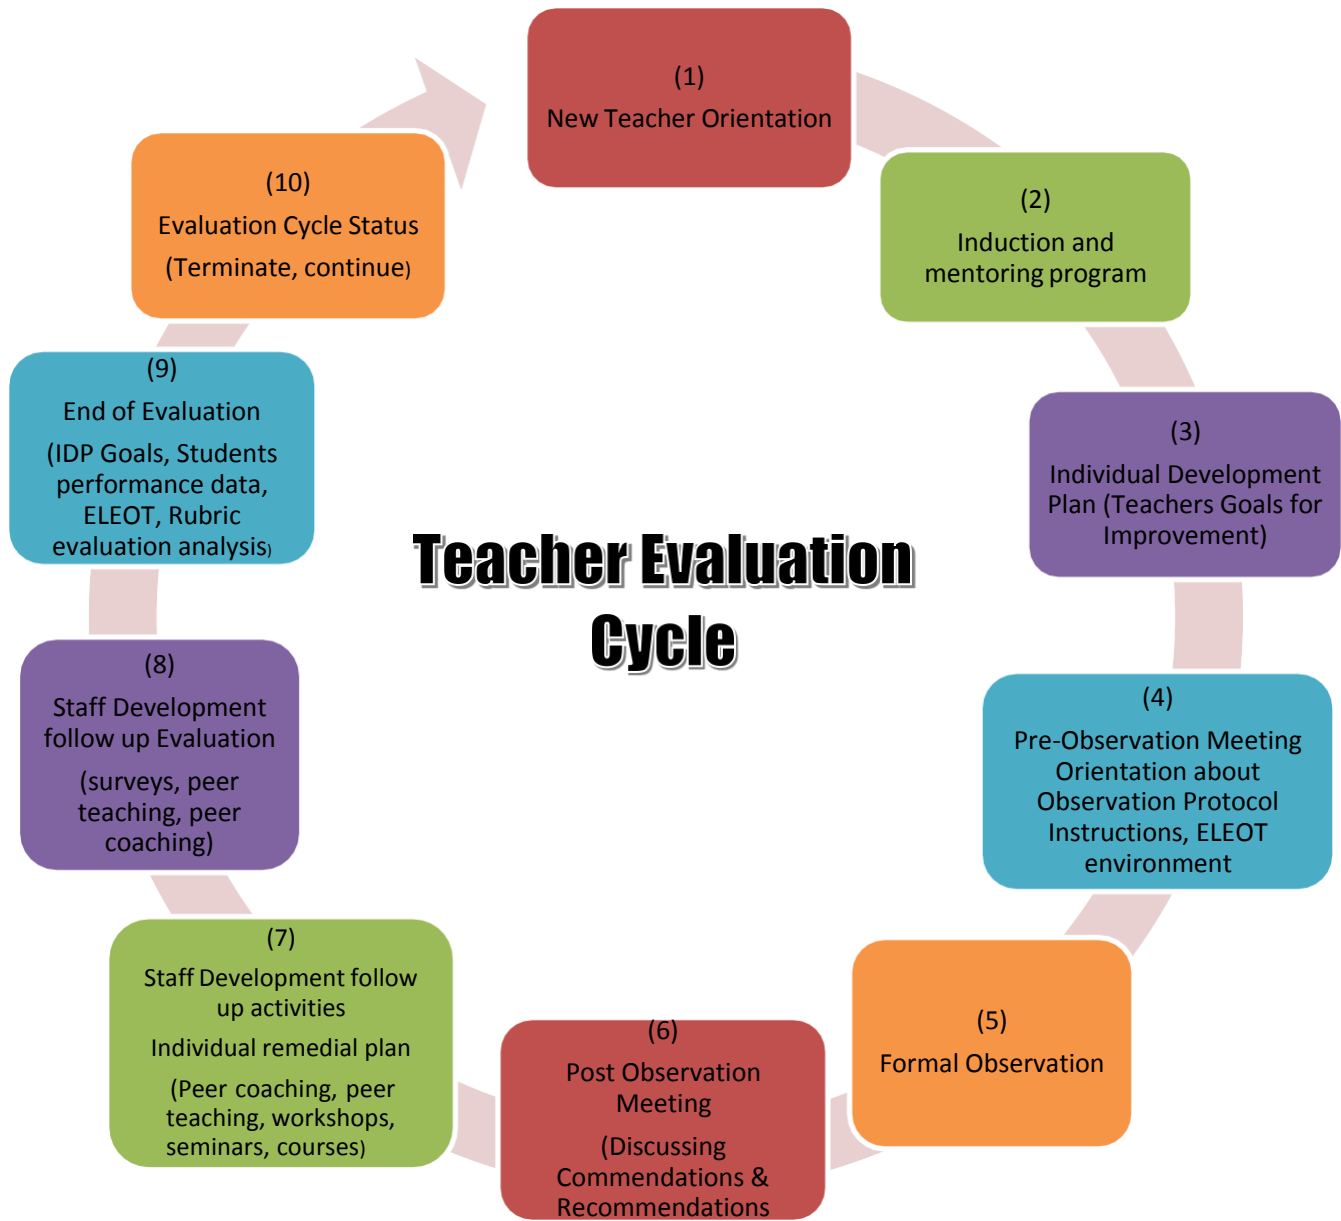 (1)
New Teacher Orientation
(2)
Induction and
mentoring program
(3)
Individual Development
Plan (Teachers Goals for
Improvement)
(4)
Pre-Observation Meeting
Orientation about
Observation Protocol
Instructions, ELEOT
environment
(5)
Formal Observation
(6)
Post Observation
Meeting
(Discussing
Commendations &
Recommendations
(7)
Staff Development follow
up activities
Individual remedial plan
(Peer coaching, peer
teaching, workshops,
seminars, courses)
(8)
Staff Development
follow up Evaluation
(surveys, peer
teaching, peer
coaching)
(9)
End of Evaluation
(IDP Goals, Students
performance data,
ELEOT, Rubric
evaluation analysis)
(10)
Evaluation Cycle Status
(Terminate, continue)
Teacher Evaluation
Cycle